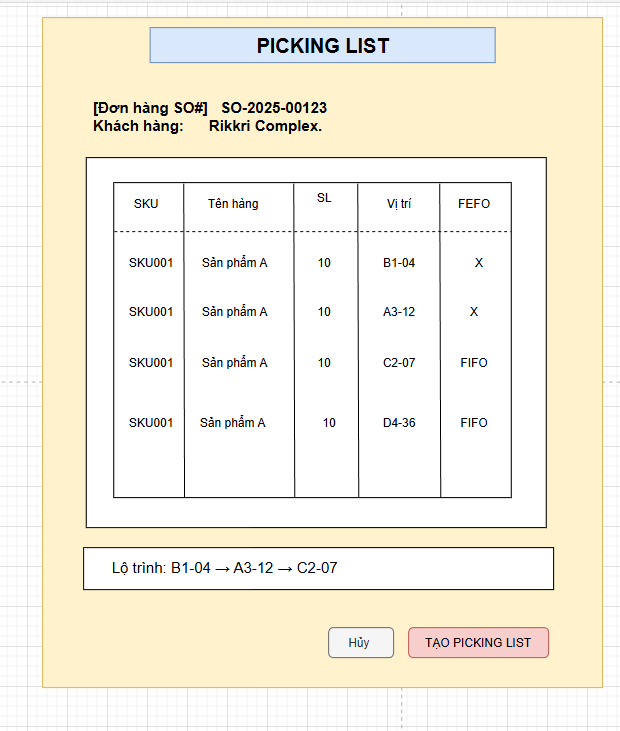 PICKING LIST
[Đơn hàng SO#] SO-2025-00123
Khách hàng: Rikkri Complex.
SKU Tên hàng SL Vị trí FEFO
SKU001 Sản phẩm A 10 B1-04 X
SKU001 Sản phẩm A 10 A3-12 X
SKU001 Sản phẩm A 10 C2-07 FIFO
SKU001 Sản phẩm A 10 D4-36 FIFO
Lộ trình: B1-04 → A3-12 → C2-07
Hủy TẠO PICKING LIST